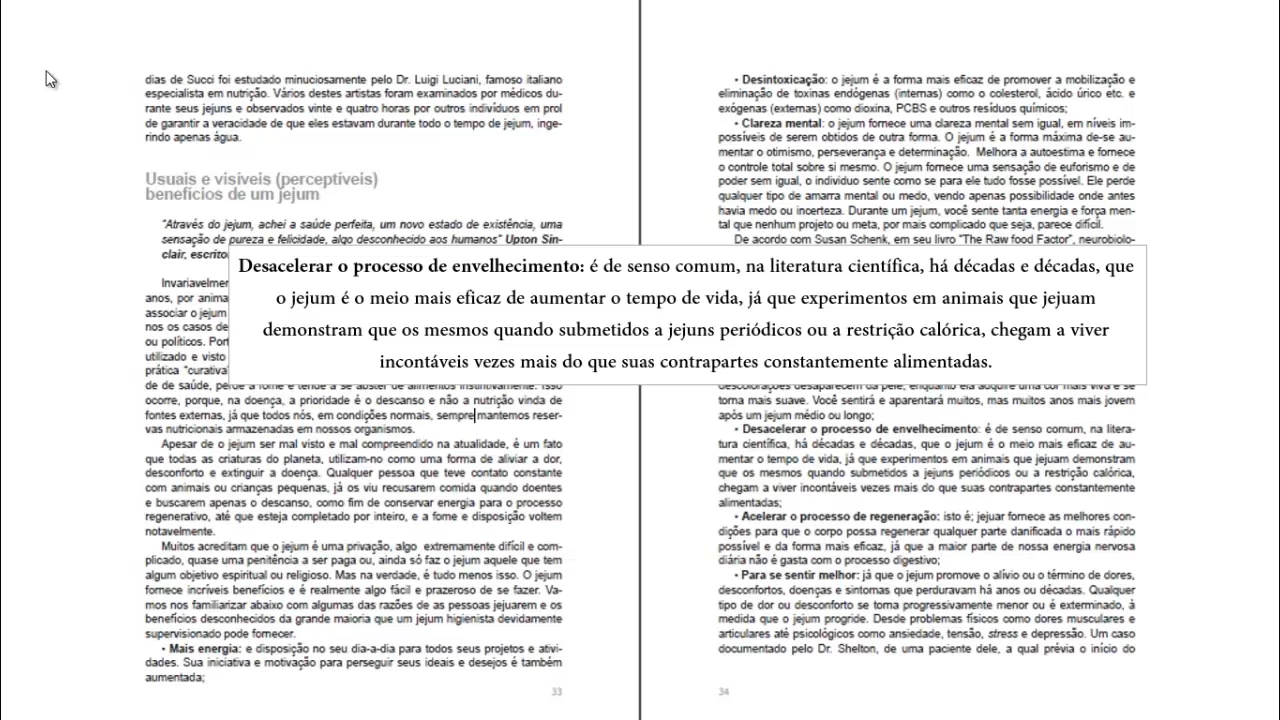 dias de Succi foi estudado minuciosamente pelo Dr. Luigi Luciani, famoso italiano
especialista em nutrição. Vários destes artistas foram examinados por médicos du-
rante seus jejuns e observados vinte e quatro horas por outros indivíduos em prol
de garantir a veracidade de que eles estavam durante todo o tempo de jejum, inge-
rindo apenas água.
Usuais e visíveis (perceptíveis)
benefícios de um jejum
"Através do jejum, achei a saúde perfeita, um novo estado de existência, uma
sensação de pureza e felicidade, algo desconhecido aos humanos" Upton Sin-
clair, escrito
Invariavelmer
anos, por anima
associar o jejum
nos os casos de
ou políticos. Port
utilizado e visto
prática "curativa"
de de saúde, perde a fome e tende a se abster de alimentos instintivamente. Isso
ocorre, porque, na doença, a prioridade é o descanso e não a nutrição vinda de
fontes externas, já que todos nós, em condições normais, sempre mantemos reser-
vas nutricionais armazenadas em nossos organismos.
Apesar de o jejum ser mal visto e mal compreendido na atualidade, é um fato
que todas as criaturas do planeta, utilizam-no como uma forma de aliviar a dor,
desconforto e extinguir a doença. Qualquer pessoa que teve contato constante
com animais ou crianças pequenas, já os viu recusarem comida quando doentes
e buscarem apenas o descanso, como fim de conservar energia para o processo
regenerativo, até que esteja completado por inteiro, e a fome e disposição voltem
notavelmente.
Muitos acreditam que o jejum é uma privação, algo extremamente difícil e com-
plicado, quase uma penitência a ser paga ou, ainda só faz o jejum aquele que tem
algum objetivo espiritual ou religioso. Mas na verdade, é tudo menos isso. O jejum
fornece incríveis benefícios e é realmente algo fácil e prazeroso de se fazer. Va-
mos nos familiarizar abaixo com algumas das razões de as pessoas jejuarem e os
benefícios desconhecidos da grande maioria que um jejum higienista devidamente
supervisionado pode fornecer.
• Mais energia: e disposição no seu dia-a-dia para todos seus projetos e ativi-
dades. Sua iniciativa e motivação para perseguir seus ideais e desejos é também
aumentada;
33
• Desintoxicação: o jejum é a forma mais eficaz de promover a mobilização e
eliminação de toxinas endógenas (internas) como o colesterol, ácido úrico etc. e
exógenas (externas) como dioxina, PCBS e outros resíduos químicos;
• Clareza mental: o jejum fornece uma clareza mental sem igual, em níveis im-
possíveis de serem obtidos de outra forma. O jejum é a forma máxima de-se au-
mentar o otimismo, perseverança e determinação. Melhora a autoestima e fornece
o controle total sobre si mesmo. O jejum fornece uma sensação de euforismo e de
poder sem igual, o indivíduo sente como se para ele tudo fosse possível. Ele perde
qualquer tipo de amarra mental ou medo, vendo apenas possibilidade onde antes
havia medo ou incerteza. Durante um jejum, você sente tanta energia e força men-
tal que nenhum projeto ou meta, por mais complicado que seja, parece difícil.
De acordo com Susan Schenk, em seu livro "The Raw food Factor", neurobiolo-
Desacelerar o processo de envelhecimento: é de senso comum, na literatura científica, há décadas e décadas, que
o jejum é o meio mais eficaz de aumentar o tempo de vida, já que experimentos em animais que jejuam
demonstram que os mesmos quando submetidos a jejuns periódicos ou a restrição calórica, chegam a viver
incontáveis vezes mais do que suas contrapartes constantemente alimentadas.
descolorações desaparecem da pele, enquanto ela adquire uma cor mais viva e se
torna mais suave. Você sentirá e aparentará muitos, mas muitos anos mais jovem
após um jejum médio ou longo;
• Desacelerar o processo de envelhecimento: é de senso comum, na litera-
tura científica, há décadas e décadas, que o jejum é o meio mais eficaz de au-
mentar o tempo de vida, já que experimentos em animais que jejuam demonstram
que os mesmos quando submetidos a jejuns periódicos ou a restrição calórica,
chegam a viver incontáveis vezes mais do que suas contrapartes constantemente
alimentadas;
• Acelerar o processo de regeneração: isto é; jejuar fornece as melhores con-
dições para que o corpo possa regenerar qualquer parte danificada o mais rápido
possível e da forma mais eficaz, já que a maior parte de nossa energia nervosa
diária não é gasta com o processo digestivo;
• Para se sentir melhor: já que o jejum promove o alívio ou o término de dores,
desconfortos, doenças e sintomas que perduravam há anos ou décadas. Qualquer
tipo de dor ou desconforto se torna progressivamente menor ou é exterminado, à
medida que o jejum progride. Desde problemas físicos como dores musculares e
articulares até psicológicos como ansiedade, tensão, stress e depressão. Um caso
documentado pelo Dr. Shelton, de uma paciente dele, a qual prévia o início do
34